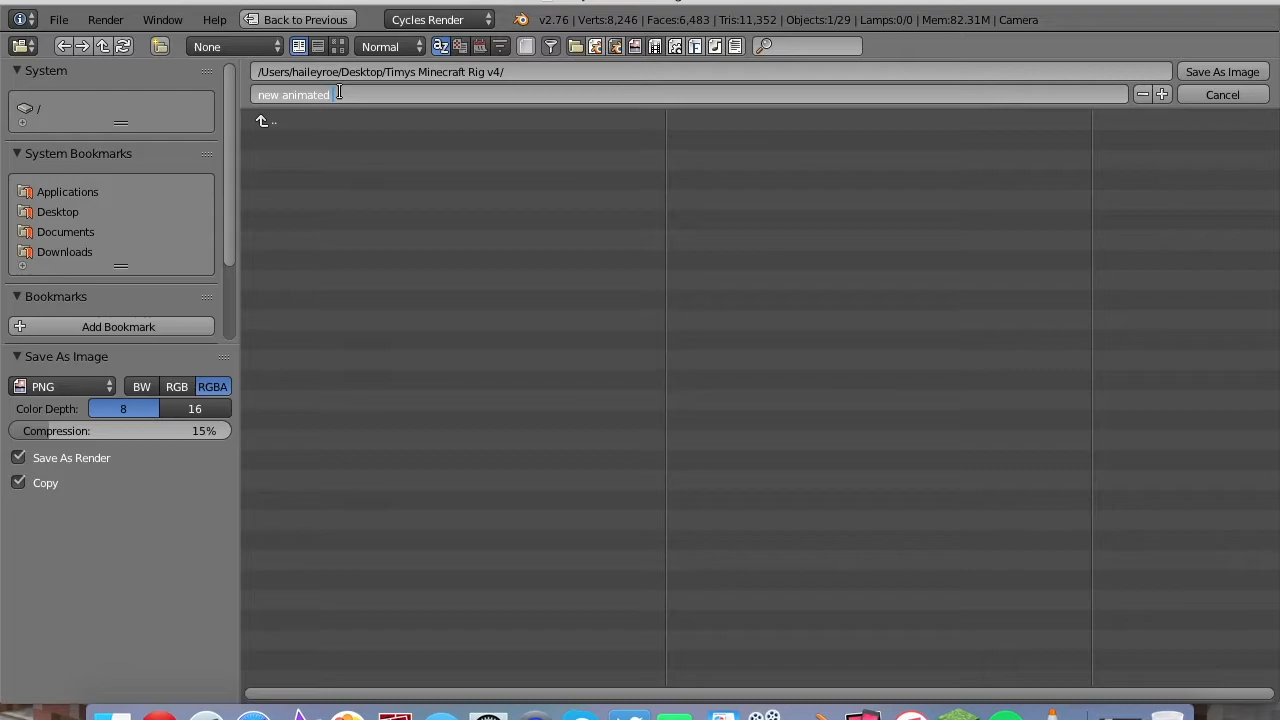 File Render Window Help Back to Previous Cycles Render v2.76 | Verts:8,246 | Faces:6,483 | Tris:11,352 | Objects:1/29 | Lamps:0/0 | Mem:82.31M | Camera
None Normal
System
/
System Bookmarks
Applications
Desktop
Documents
Downloads
Bookmarks
Add Bookmark
Save As Image
PNG BW RGB RGBA
Color Depth: 8 16
Compression: 15%
Save As Render
Copy
/Users/haileyroe/Desktop/Timys Minecraft Rig v4/ Save As Image
new animated Cancel
..